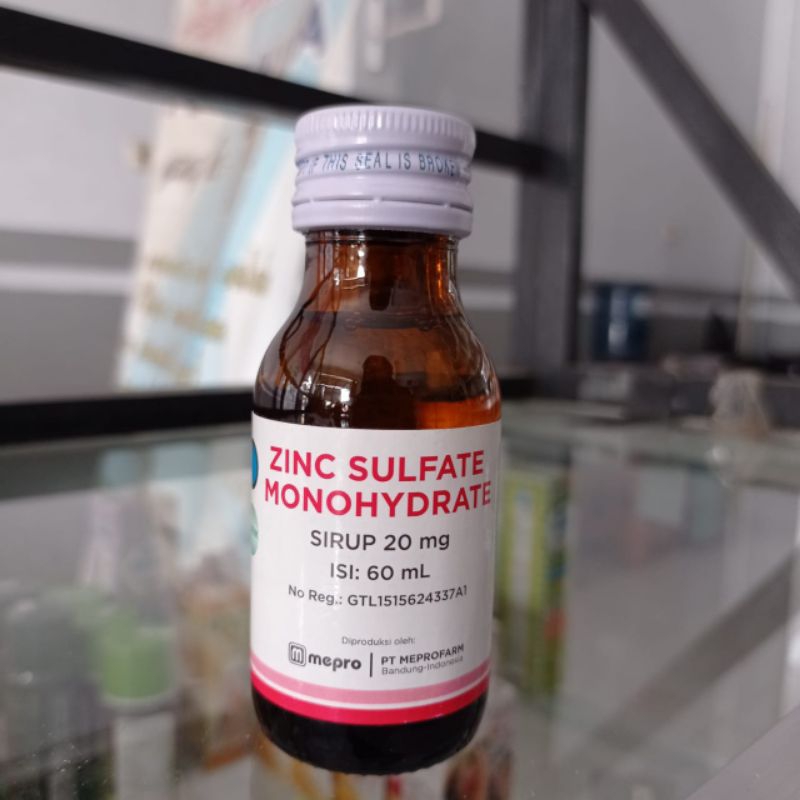 IF THIS SEAL IS BROKEN
ZINC SULFATE
MONOHYDRATE
SIRUP 20 mg
ISI: 60 mL
No Reg.: GTL1515624337A1
Diproduksi oleh:
mepro
PT MEPROFARM
Bandung-Indonesia